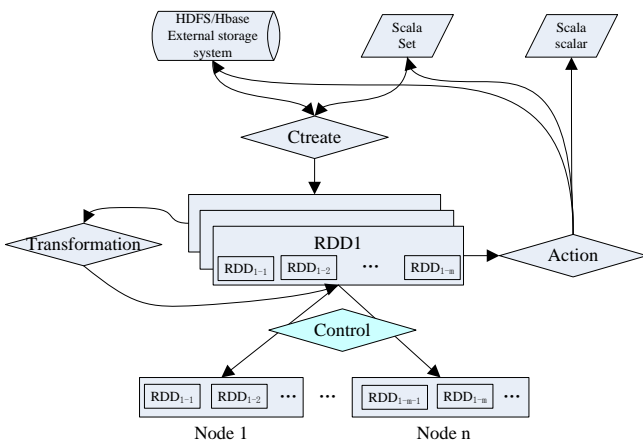 HDFS/Hbase
External storage
system
Scala
Set
Scala
scalar
Ctreate
Transformation
RDD1
RDD1-1 RDD1-2 ··· RDD1-m
Action
Control
RDD1-1 RDD1-2 ··· ··· RDD1-m-1 RDD1-m ···
Node 1 Node n